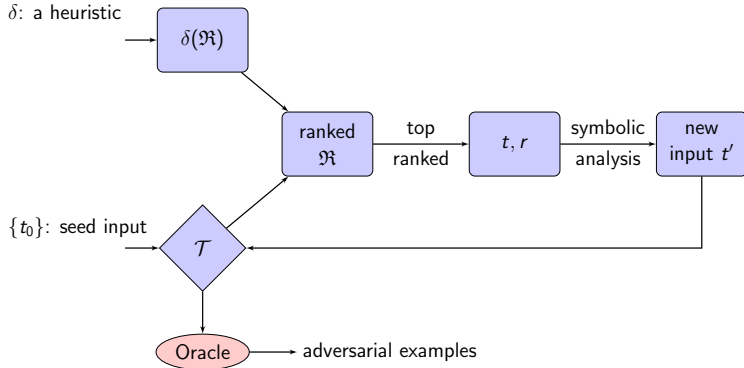 δ: a heuristic
δ(ℜ)
ranked
ℜ
top
ranked
t, r
symbolic
analysis
new
input t′
{t₀}: seed input
𝒯
Oracle
adversarial examples